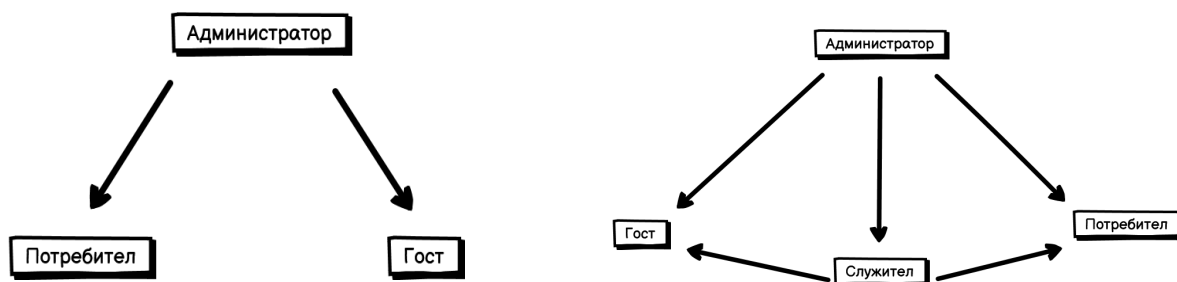 Администратор
Потребител
Гост
Администратор
Гост
Потребител
Служител